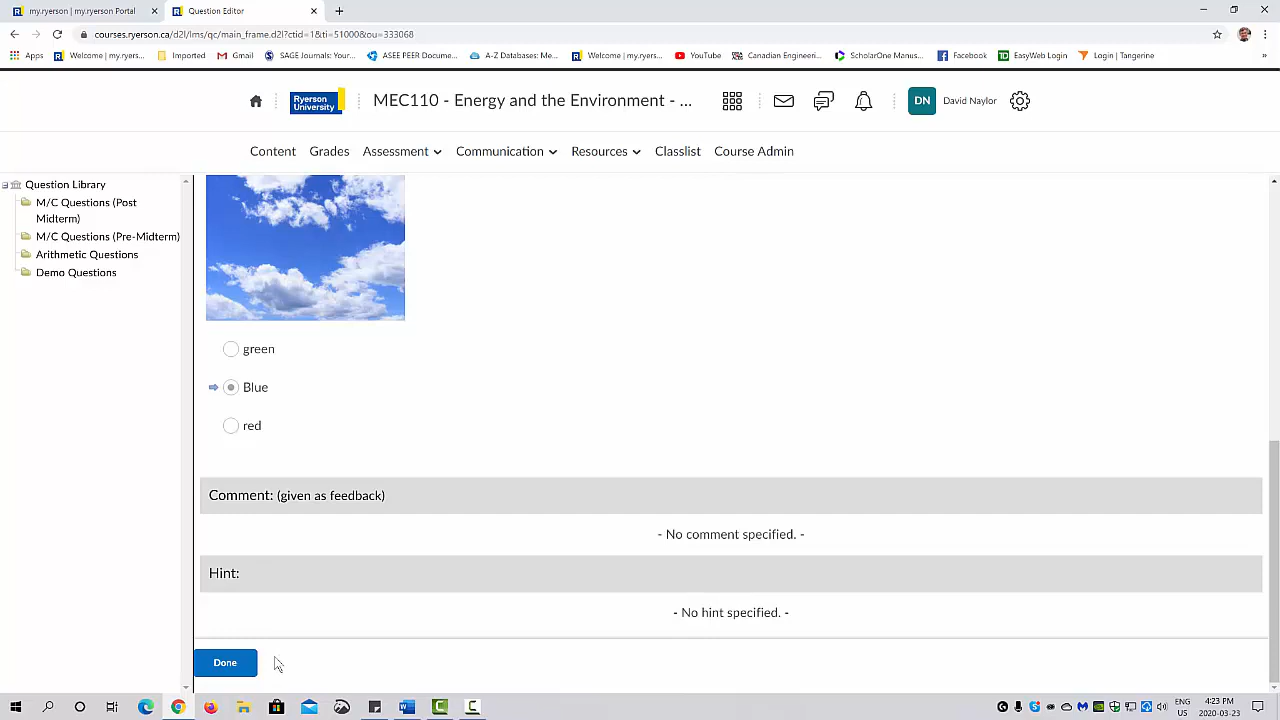 my.ryerson | my.ryerson Portal
Question Editor
courses.ryerson.ca/d2l/lms/qc/main_frame.d2l?ctid=1&ti=51000&ou=333068
Apps
Welcome | my.ryers...
Imported
Gmail
SAGE Journals: Your...
ASEE PEER Docume...
A-Z Databases: Me...
Welcome | my.ryers...
YouTube
Canadian Engineeri...
ScholarOne Manus...
Facebook
EasyWeb Login
Login | Tangerine
Ryerson University
MEC110 - Energy and the Environment - ...
DN
David Naylor
Content
Grades
Assessment
Communication
Resources
Classlist
Course Admin
Question Library
M/C Questions (Post
Midterm)
M/C Questions (Pre-Midterm)
Arithmetic Questions
Demo Questions
green
Blue
red
Comment: (given as feedback)
- No comment specified. -
Hint:
- No hint specified. -
Done
ENG
US
4:23 PM
2020-03-23